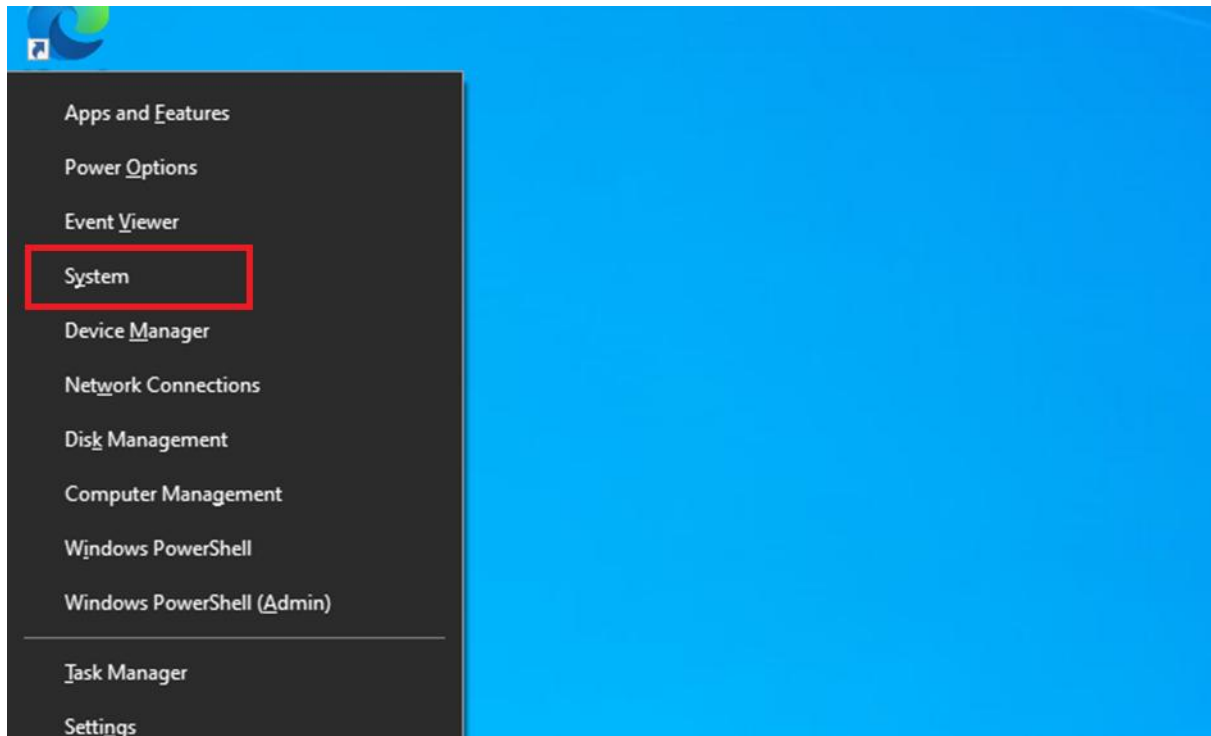 Apps and Features
Power Options
Event Viewer
System
Device Manager
Network Connections
Disk Management
Computer Management
Windows PowerShell
Windows PowerShell (Admin)
Task Manager
Settings